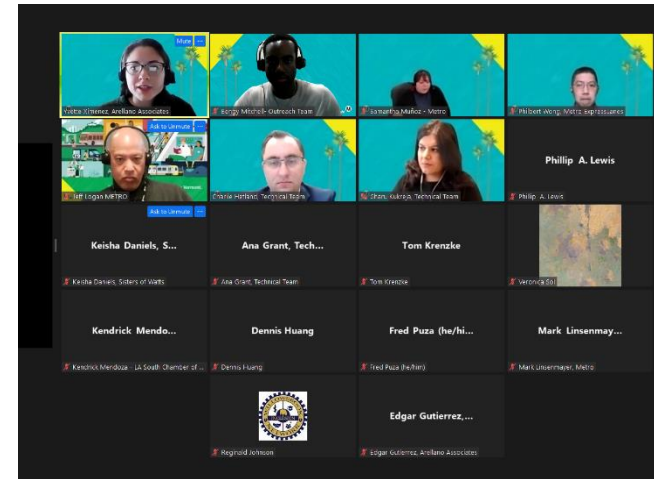 Mute
Yvette Ximenez, Arellano Associates
Bengy Mitchell- Outreach Team
Samantha Muñoz - Metro
Philbert Wong, Metro ExpressLanes
Ask to Unmute
Jeff Logan METRO
Technical Team
Kukreja, Technical Team
Phillip A. Lewis
Phillip A. Lewis
Ask to Unmute
Keisha Daniels, S...
Keisha Daniels, Sisters of Watts
Ana Grant, Tech...
Ana Grant, Technical Team
Tom Krenzke
Tom Krenzke
Veronica Sol
Kendrick Mendo...
Kendrick Mendoza - LA South Chamber of ...
Dennis Huang
Dennis Huang
Fred Puza (he/hi...
Fred Puza (he/him)
Mark Linsenmay...
Mark Linsenmayer, Metro
Reginald Johnson
Edgar Gutierrez,...
Edgar Gutierrez, Arellano Associates